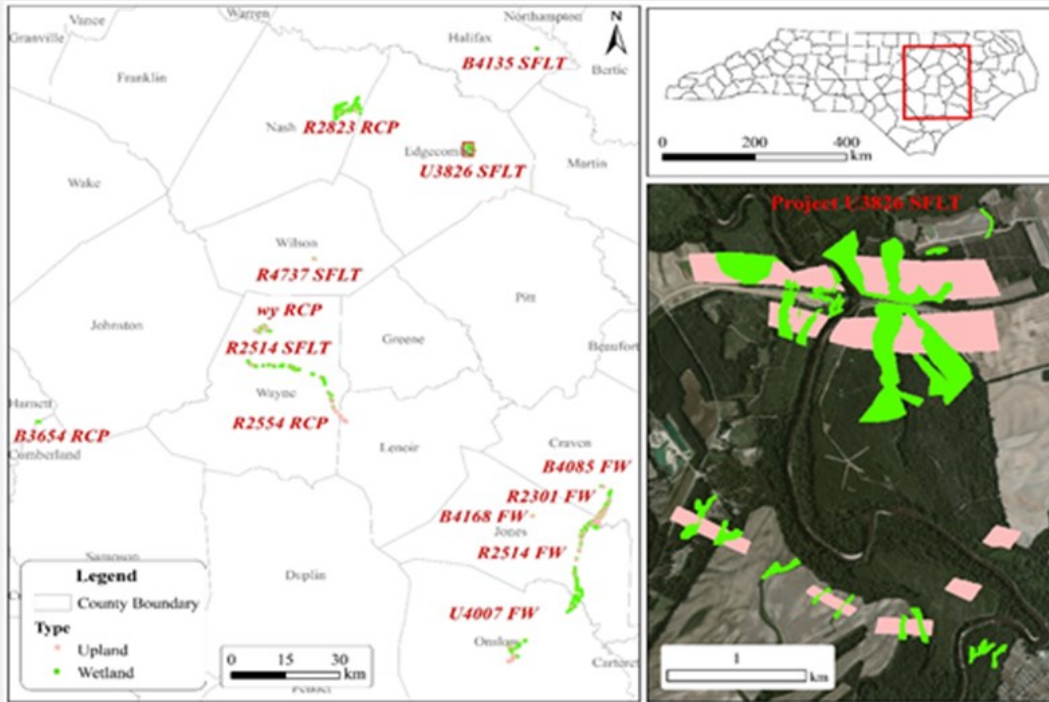 Vance
Warren
Northampton
Granville
Halifax
N
B4135 SFLT
Bertie
Franklin
Nash
R2823 RCP
Edgecomb
U3826 SFLT
Martin
Wake
Wilson
R4737 SFLT
Pitt
wy RCP
Johnston
R2514 SFLT
Greene
Beaufort
Wayne
Harnett
R2554 RCP
B3654 RCP
Cumberland
Lenoir
Craven
B4085 FW
R2301 FW
B4168 FW
Jones
R2514 FW
Sampson
Duplin
U4007 FW
Onslow
Carteret
Legend
County Boundary
Type
Upland
Wetland
0 15 30
km
Pender
0 200 400
km
Project U3826 SFLT
1
km